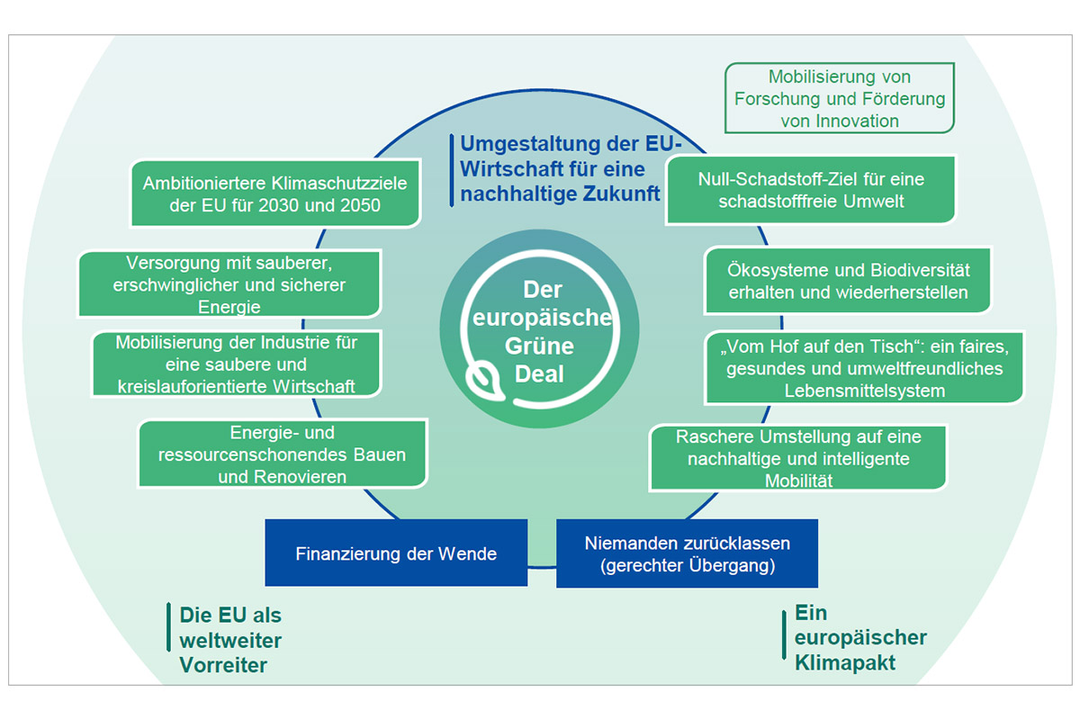 Mobilisierung von
Forschung und Förderung
von Innovation
Umgestaltung der EU-
Wirtschaft für eine
nachhaltige Zukunft
Ambitioniertere Klimaschutzziele
der EU für 2030 und 2050
Null-Schadstoff-Ziel für eine
schadstofffreie Umwelt
Versorgung mit sauberer,
erschwinglicher und sicherer
Energie
Ökosysteme und Biodiversität
erhalten und wiederherstellen
Der
europäische
Grüne
Deal
Mobilisierung der Industrie für
eine saubere und
kreislauforientierte Wirtschaft
„Vom Hof auf den Tisch“: ein faires,
gesundes und umweltfreundliches
Lebensmittelsystem
Energie- und
ressourcenschonendes Bauen
und Renovieren
Raschere Umstellung auf eine
nachhaltige und intelligente
Mobilität
Finanzierung der Wende
Niemanden zurücklassen
(gerechter Übergang)
Die EU als
weltweiter
Vorreiter
Ein
europäischer
Klimapakt